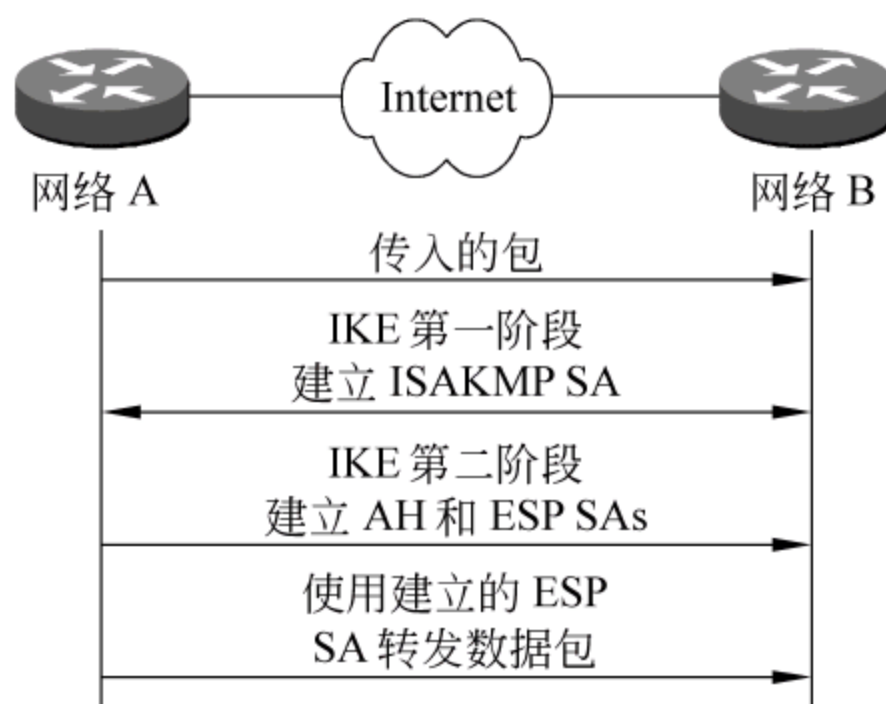 Internet
网络 A
网络 B
传入的包
IKE 第一阶段
建立 ISAKMP SA
IKE 第二阶段
建立 AH 和 ESP SAs
使用建立的 ESP
SA 转发数据包